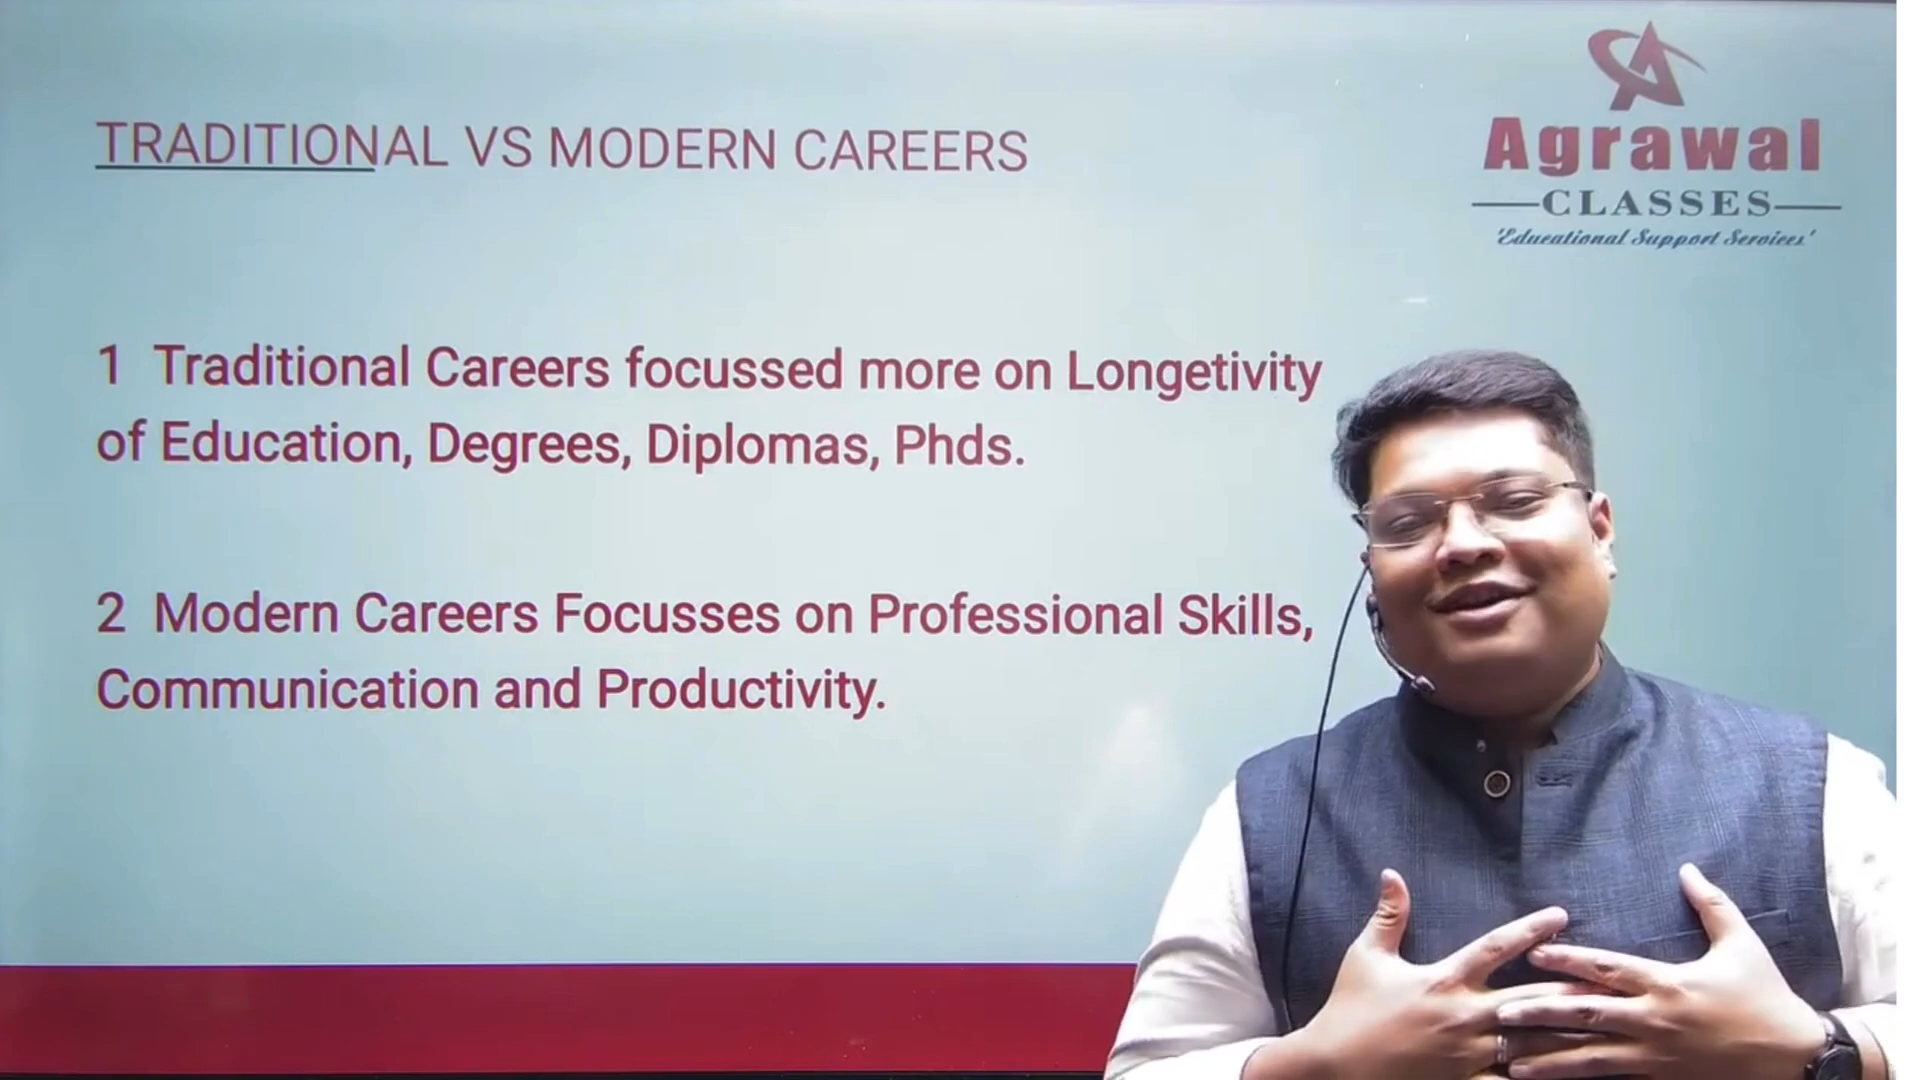 TRADITIONAL VS MODERN CAREERS
Agrawal
CLASSES
'Educational Support Services'
1 Traditional Careers focussed more on Longetivity
of Education, Degrees, Diplomas, Phds.
2 Modern Careers Focusses on Professional Skills,
Communication and Productivity.